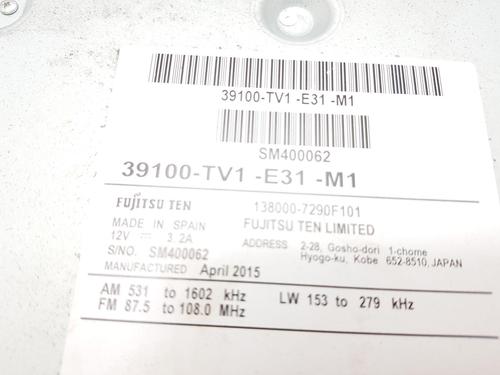 39100-TV1 -E31 -M1
SM400062
39100-TV1 -E31 -M1
FUJITSU TEN 138000-7290F101
MADE IN SPAIN FUJITSU TEN LIMITED
12V 3.2A ADDRESS 2-28, Gosho-dori 1-chome
S/NO. SM400062 Hyogo-ku, Kobe 652-8510, JAPAN
MANUFACTURED April 2015
AM 531 to 1602 kHz LW 153 to 279 kHz
FM 87.5 to 108.0 MHz